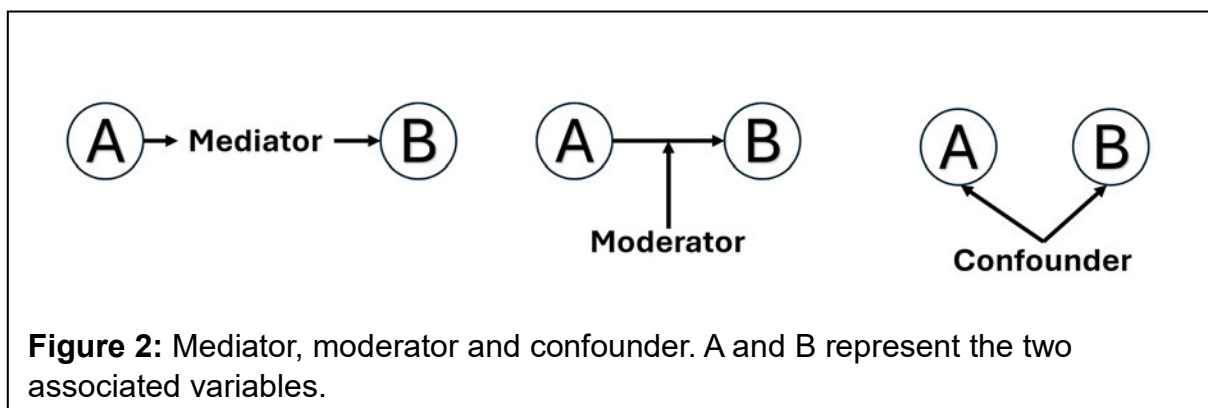 A Mediator B A B A B
Moderator
Confounder
Figure 2: Mediator, moderator and confounder. A and B represent the two
associated variables.